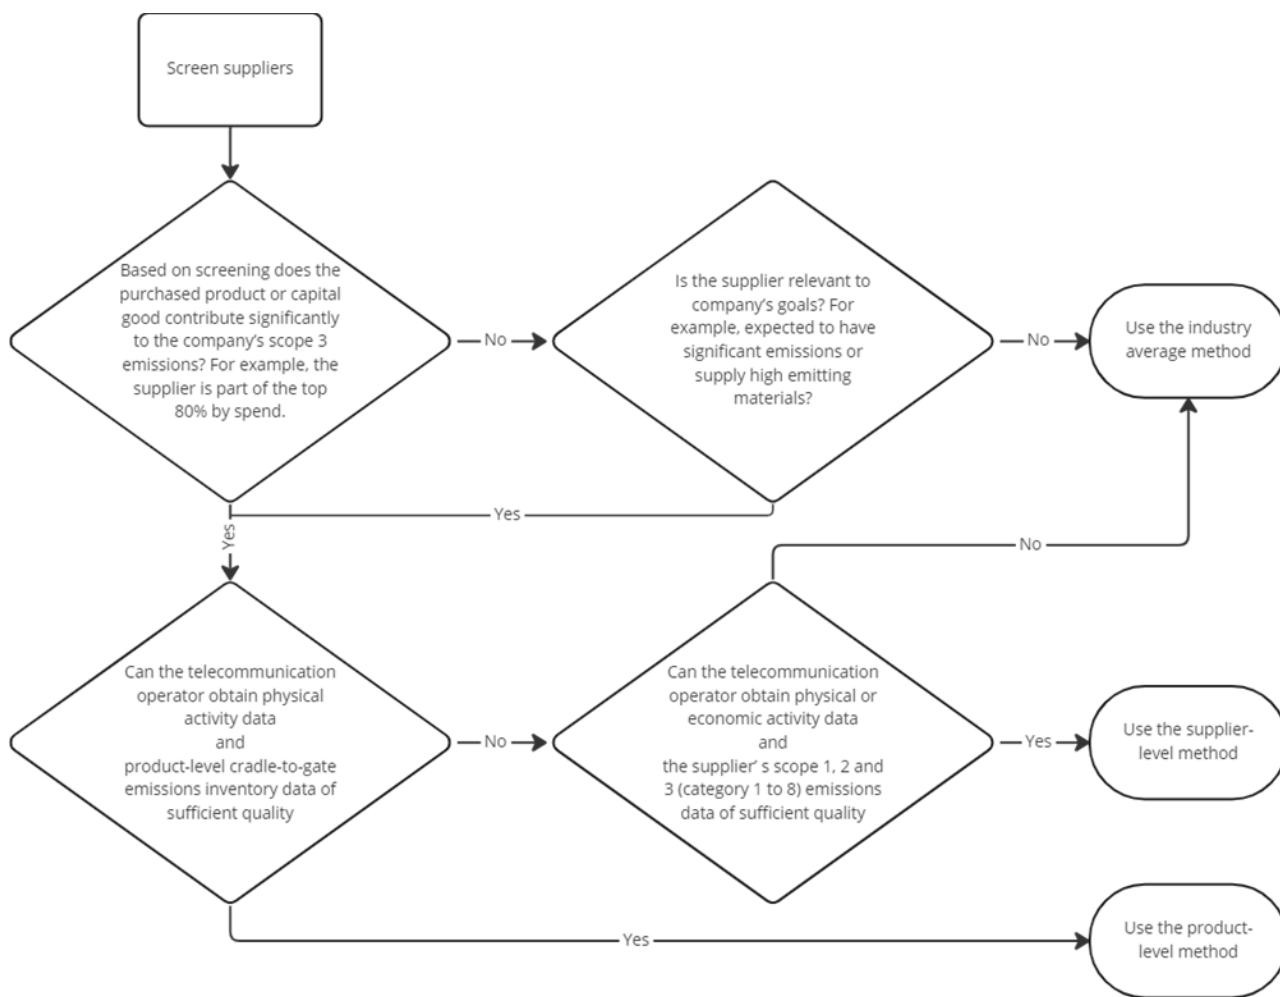 Screen suppliers
Based on screening does the
purchased product or capital
good contribute significantly
to the company's scope 3
emissions? For example, the
supplier is part of the top
80% by spend.
No
Is the supplier relevant to
company's goals? For
example, expected to have
significant emissions or
supply high emitting
materials?
No
Use the industry
average method
Yes
Yes
No
Can the telecommunication
operator obtain physical
activity data
and
product-level cradle-to-gate
emissions inventory data of
sufficient quality
No
Can the telecommunication
operator obtain physical or
economic activity data
and
the supplier' s scope 1, 2 and
3 (category 1 to 8) emissions
data of sufficient quality
Yes
Use the supplier-
level method
Yes
Use the product-
level method